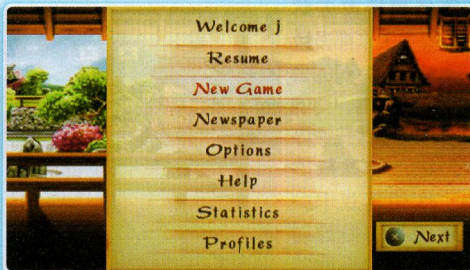 Welcome j
Resume
New Game
Newspaper
Options
Help
Statistics
Profiles
Next